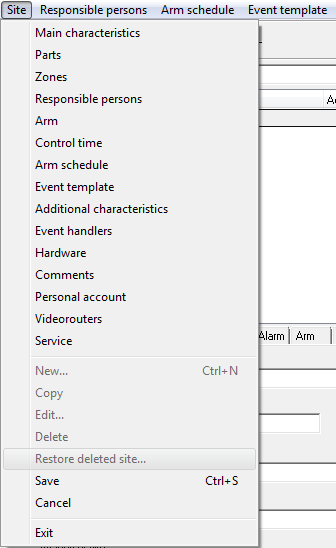 Site Responsible persons Arm schedule Event template
Main characteristics
Parts
Zones
Responsible persons
Arm
Control time
Arm schedule
Event template
Additional characteristics
Event handlers
Hardware
Comments
Personal account
Videorouters
Service
Alarm Arm
New... Ctrl+N
Copy
Edit...
Delete
Restore deleted site...
Save Ctrl+S
Cancel
Exit